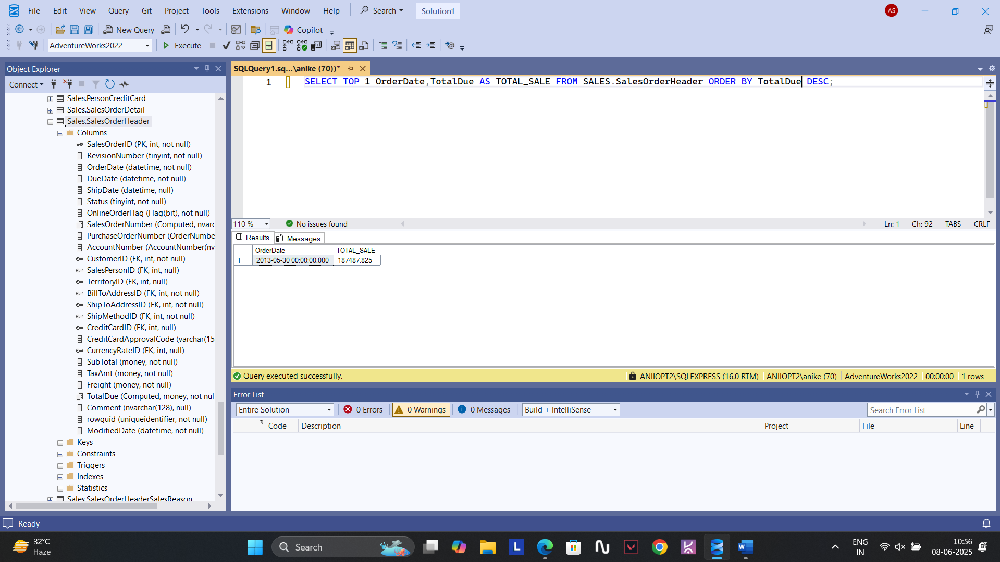 File Edit View Query Git Project Tools Extensions Window Help Search Solution1 AS
New Query Copilot
AdventureWorks2022 Execute
Object Explorer
Connect
Sales.PersonCreditCard
Sales.SalesOrderDetail
Sales.SalesOrderHeader
Columns
SalesOrderID (PK, int, not null)
RevisionNumber (tinyint, not null)
OrderDate (datetime, not null)
DueDate (datetime, not null)
ShipDate (datetime, null)
Status (tinyint, not null)
OnlineOrderFlag (Flag(bit), not null)
SalesOrderNumber (Computed, nvarc
PurchaseOrderNumber (OrderNumbe
AccountNumber (AccountNumber(nv
CustomerID (FK, int, not null)
SalesPersonID (FK, int, null)
TerritoryID (FK, int, null)
BillToAddressID (FK, int, not null)
ShipToAddressID (FK, int, not null)
ShipMethodID (FK, int, not null)
CreditCardID (FK, int, null)
CreditCardApprovalCode (varchar(15)
CurrencyRateID (FK, int, null)
SubTotal (money, not null)
TaxAmt (money, not null)
Freight (money, not null)
TotalDue (Computed, money, not null
Comment (nvarchar(128), null)
rowguid (uniqueidentifier, not null)
ModifiedDate (datetime, not null)
Keys
Constraints
Triggers
Indexes
Statistics
Sales.SalesOrderHeaderSalesReason
SQLQuery1.sq...\anike (70))*
1 SELECT TOP 1 OrderDate,TotalDue AS TOTAL_SALE FROM SALES.SalesOrderHeader ORDER BY TotalDue DESC;
110 % No issues found Ln: 1 Ch: 92 TABS CRLF
Results Messages
OrderDate TOTAL_SALE
1 2013-05-30 00:00:00.000 187487.825
Query executed successfully. ANIIOPT2\SQLEXPRESS (16.0 RTM) ANIIOPT2\anike (70) AdventureWorks2022 00:00:00 1 rows
Error List
Entire Solution 0 Errors 0 Warnings 0 Messages Build + IntelliSense Search Error List
Code Description Project File Line
Ready
32°C
Haze
Search
L
W
ENG
IN
10:56
08-06-2025